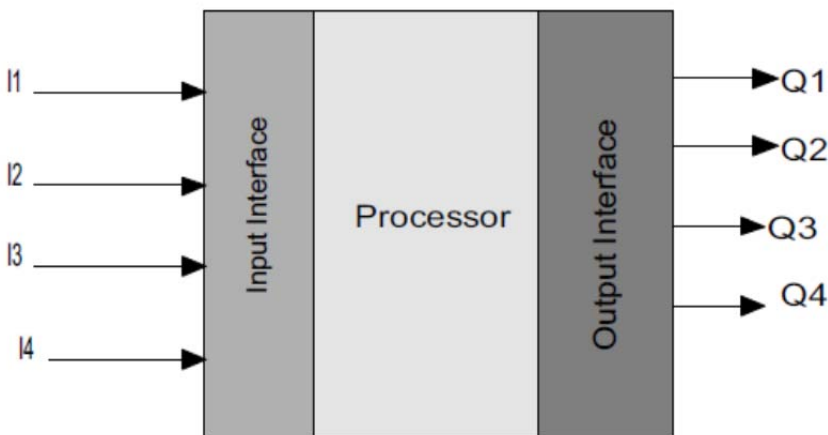 I1
I2
I3
I4
Input Interface
Processor
Output Interface
Q1
Q2
Q3
Q4